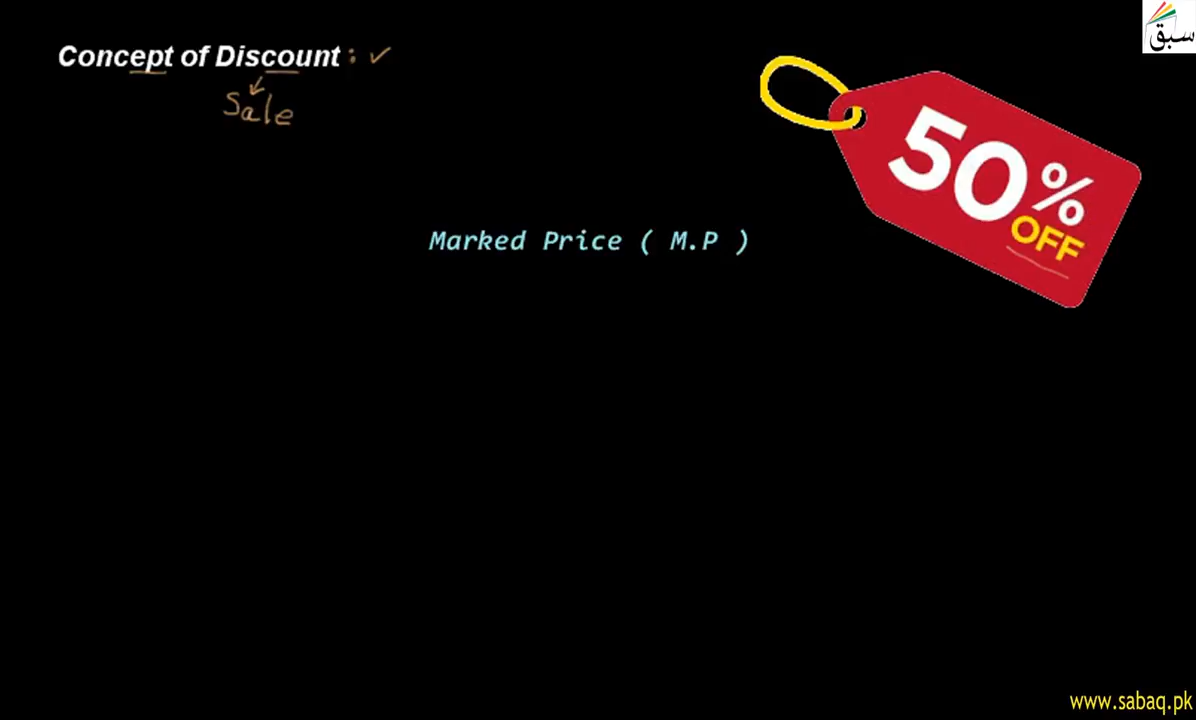 سبق
Concept of Discount : ✓
Sale
50%
OFF
Marked Price ( M.P )
www.sabaq.pk